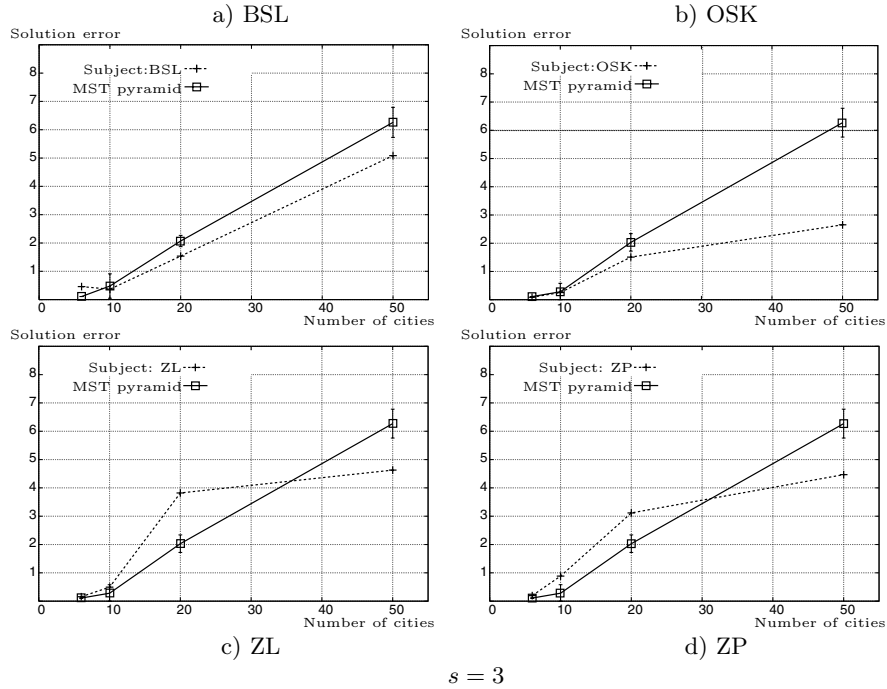 a) BSL
b) OSK
Solution error
8
7
6
5
4
3
2
1
0
10
20
30
40
50
Number of cities
Subject:BSL
MST pyramid
Solution error
8
7
6
5
4
3
2
1
0
10
20
30
40
50
Number of cities
Subject:OSK
MST pyramid
Solution error
8
7
6
5
4
3
2
1
0
10
20
30
40
50
Number of cities
Subject: ZL
MST pyramid
Solution error
8
7
6
5
4
3
2
1
0
10
20
30
40
50
Number of cities
Subject: ZP
MST pyramid
c) ZL
d) ZP
s = 3